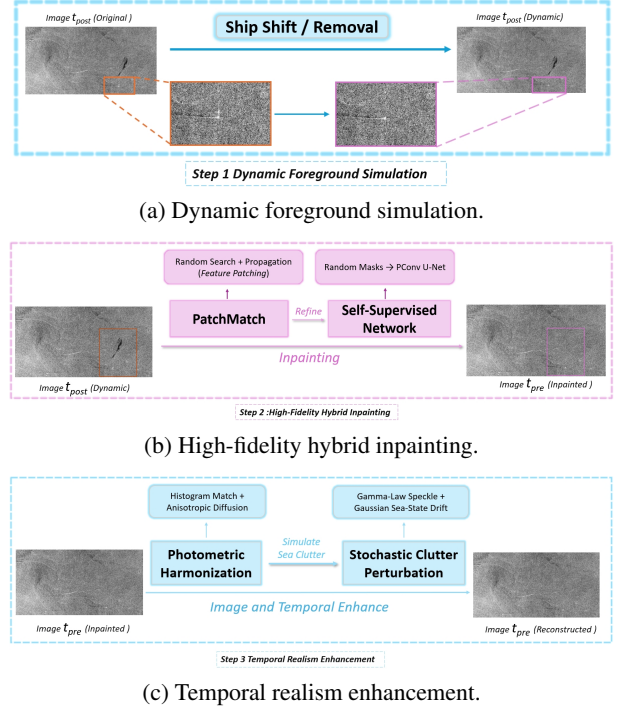 Image t_post (Original )
Ship Shift / Removal
Image t_post (Dynamic)
Step 1 Dynamic Foreground Simulation
(a) Dynamic foreground simulation.
Random Search + Propagation
(Feature Patching)
Random Masks → PConv U-Net
PatchMatch
Refine
Self-Supervised
Network
Inpainting
Image t_post (Dynamic)
Image t_pre (Inpainted )
Step 2 :High-Fidelity Hybrid Inpainting
(b) High-fidelity hybrid inpainting.
Histogram Match +
Anisotropic Diffusion
Gamma-Law Speckle +
Gaussian Sea-State Drift
Photometric
Harmonization
Simulate
Sea Clutter
Stochastic Clutter
Perturbation
Image and Temporal Enhance
Image t_pre (Inpainted )
Image t_pre (Reconstructed )
Step 3 Temporal Realism Enhancement
(c) Temporal realism enhancement.